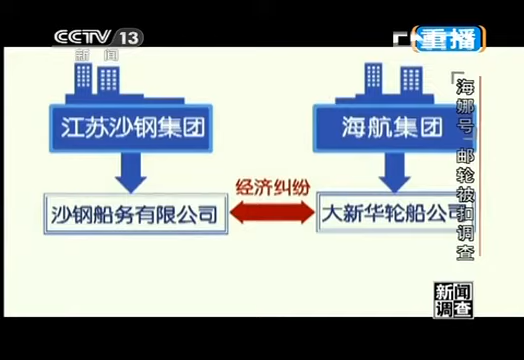 CCTV 13
新闻
重播
江苏沙钢集团
海航集团
经济纠纷
沙钢船务有限公司
大新华轮船公司
海娜号 邮轮被扣调查
新闻
调查